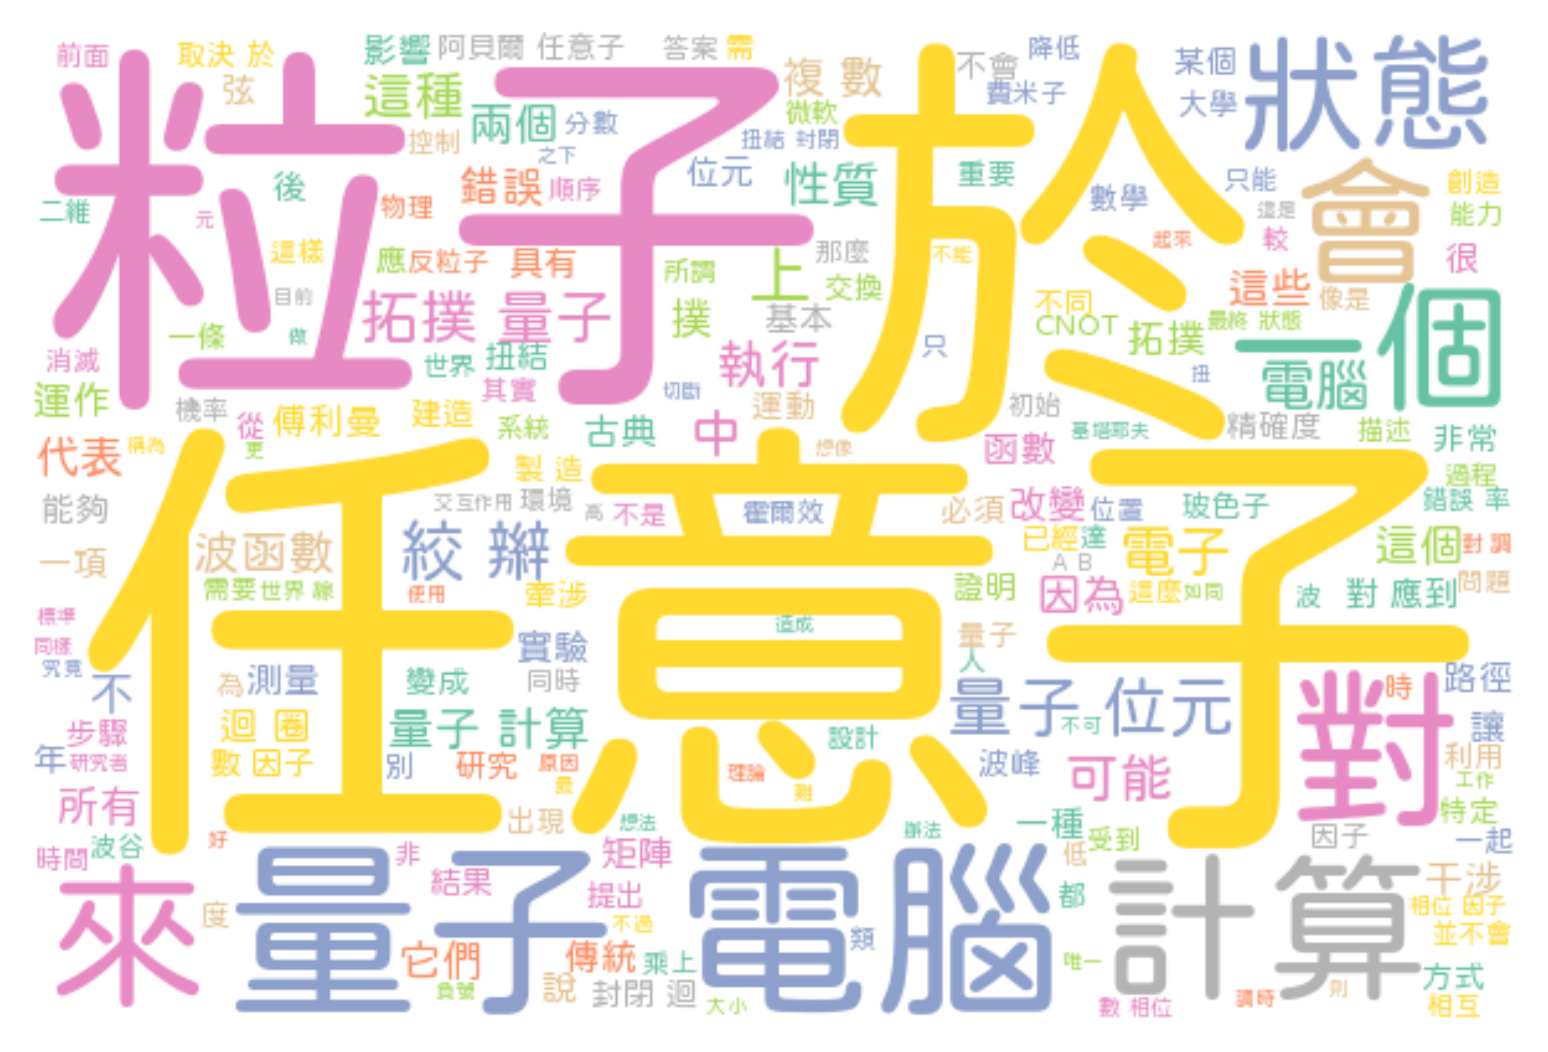 前面 取決 於 影響 阿貝爾 任意子 答案 需 不會 降低 某個 狀態
弦 這種 兩個 分數 複 數 微軟 費米子 大學
粒子 於
控制 之下 扭結 封閉 位元
後 錯誤 順序 性質 重要 數學 只能 會 創造
二維 元 物理 這是 能力
這樣 應 反粒子 具有 所謂 上 那麼 不能 起來 較 很
目前 拓撲 量子 撲 基本 交換 不同 這些 像是
一條 做 世界 扭結 執行 只 CNOT 拓撲 最終 狀態 一個
消滅 其實 切斷 扭 電腦
運作 機率 從 傅利曼 建造 系統 古典 中 運動 初始 精確度 描述 非常
代表 稱為 更 想像 函數 基塔耶夫 過程
任意子
製 造 交互作用 環境 高 不是 霍爾效 必須 改變 位置 玻色子 錯誤 率
能夠 波函數 絞 辮 已經 達 電子 這個 對 調
一項 需要 世界 線 使用 牽涉 A B 證明 因為 這麼 如同 波 對 應到 問題
標準 造成 量子
同樣 實驗 人
究竟 不 為 測量 變成 同時 量子 位元 不可 對 時 路徑
迴 圈 量子 計算 設計 讓
步驟 數 因子 別 研究 原因 理論 波峰 可能 利用
年 研究者 最 難 工作
所有 出現 想法 辦法 一種 受到 因子 特定
波谷 好 一起
時間 非 矩陣 低
來 量子 電腦 計算
結果 提出 都 干涉
度 不過 相位 因子
它們 傳統 乘上 類 唯一 並不會
負號 說 封閉 迴 方式
大小 數 相位 調時 則 相互